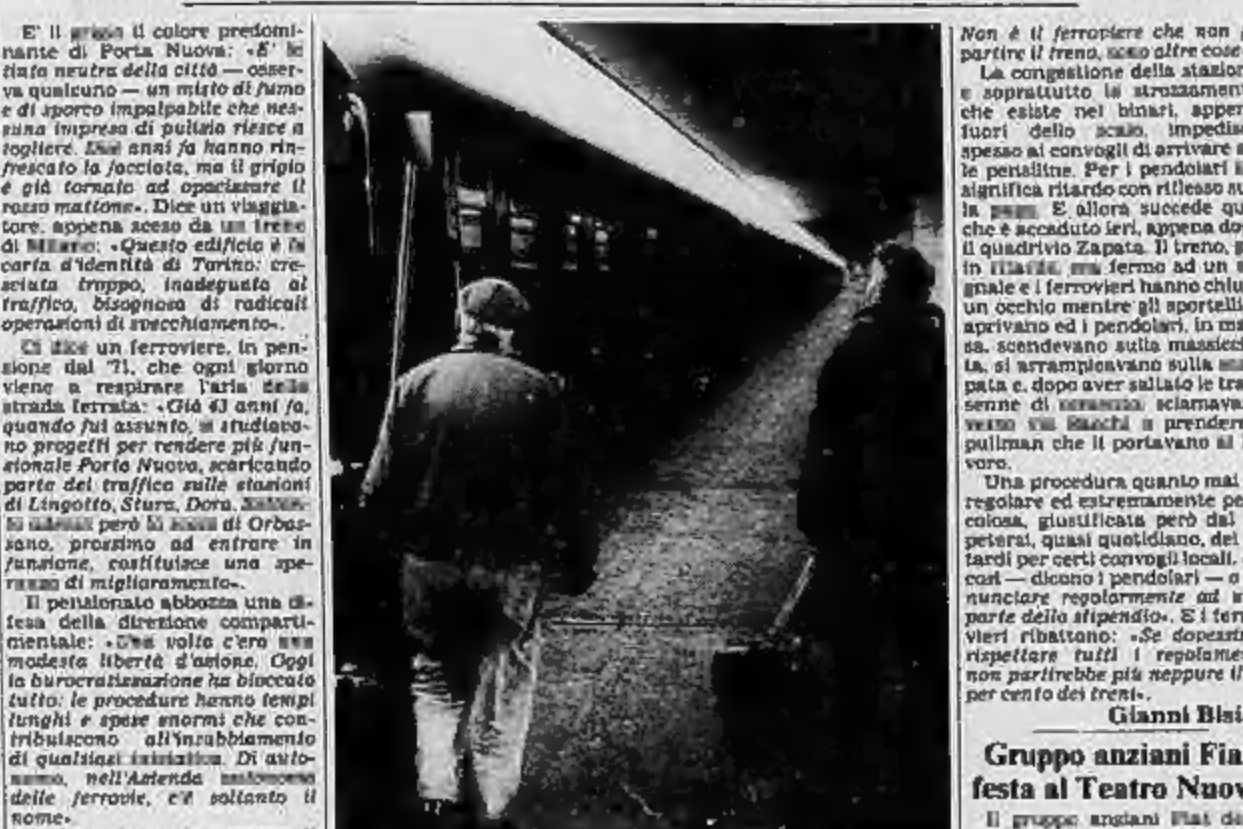 E' il grigio il colore predomi-
nante di Porta Nuova: «E' la
tinta neutra della città — osser-
va qualcuno — un misto di fumo
e di sporco impalpabile che nes-
suna impresa di pulizia riesce a
togliere. Due anni fa hanno rin-
frescato la facciata, ma il grigio
è già tornato ad opacizzare il
rosso mattone». Dice un viaggia-
tore, appena sceso da un treno
di Milano: «Questo edificio è la
carta d'identità di Torino: cre-
sciuta troppo, inadeguata al
traffico, bisognosa di radicali
operazioni di svecchiamento».
Ci dice un ferroviere, in pen-
sione dal '71, che ogni giorno
viene a respirare l'aria della
strada ferrata: «Già 43 anni fa,
quando fui assunto, si studiava-
no progetti per rendere più fun-
zionale Porta Nuova, scaricando
parte del traffico sulle stazioni
di Lingotto, Stura, Dora.
però lo di Orbas-
sano, prossimo ad entrare in
funzione, costituisce una spe-
ranza di miglioramento».
Il pensionato abbozza una di-
fesa della direzione comparti-
mentale: «Una volta c'era una
modesta libertà d'azione. Oggi
la burocratizzazione ha bloccato
tutto: le procedure hanno tempi
lunghi e spese enormi che con-
tribuiscono all'insabbiamento
di qualsiasi iniziativa. Di auto-
nomo, nell'Azienda autonoma
delle ferrovie, c'è soltanto il
nome».
Non è il ferroviere che non
partire il treno, sono altre cose
La congestione della stazion
e soprattutto lo strozzament
che esiste nei binari, appen
fuori dello scalo, impedisc
spesso ai convogli di arrivare
le pensiline. Per i pendolari
significa ritardo con riflesso su
la paga. E allora succede qu
che è accaduto ieri, appena do
il quadrivio Zapata. Il treno,
in ritardo, era fermo ad un
gnale e i ferrovieri hanno chiu
un occhio mentre gli sportelli
aprivano ed i pendolari, in ma
sa, scendevano sulla massicci
ta, si arrampicavano sulla
pata e, dopo aver saltato le tra
senne di cemento, sciamava
verso via Sacchi a prendere
pullman che li portavano al
voro.
Una procedura quanto mai
regolare ed estremamente pe
colosa, giustificata però dal
petersi, quasi quotidiano, dei
tardi per certi convogli locali.
cast — dicono i pendolari — a
nunciare regolarmente ad
parte dello stipendio». E i ferr
vieri ribattono: «Se dovessim
rispettare tutti i regolame
non partirebbe più neppure il
per cento dei treni».
Gianni Bisi
Gruppo anziani Fia
festa al Teatro Nuov
Il gruppo anziani Fiat de